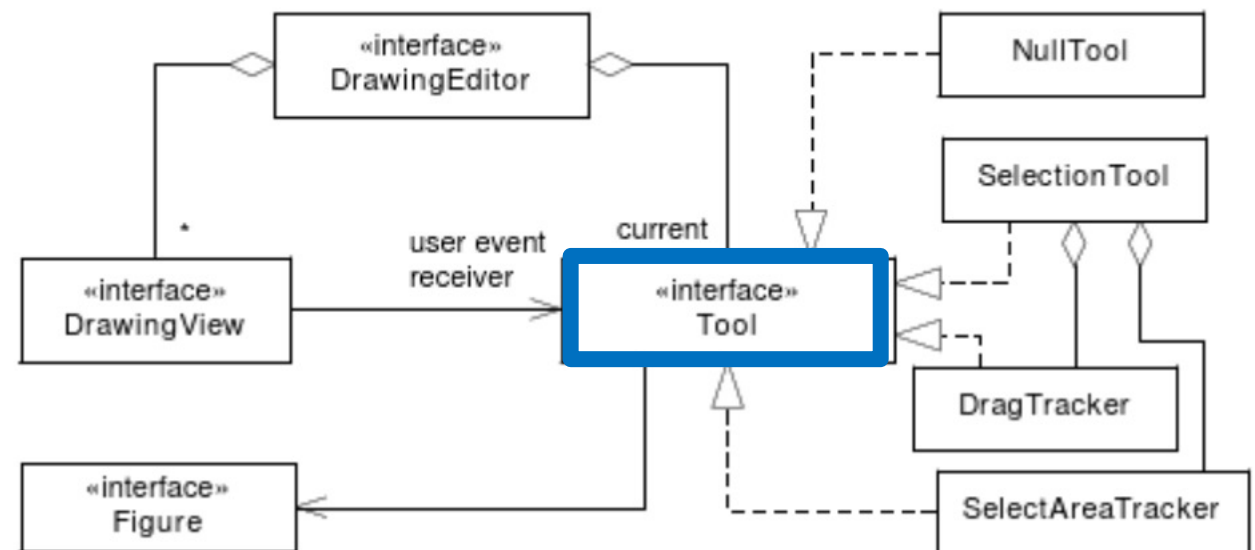 «interface»
DrawingEditor
NullTool
SelectionTool
*
user event
receiver
current
«interface»
DrawingView
«interface»
Tool
DragTracker
«interface»
Figure
SelectAreaTracker